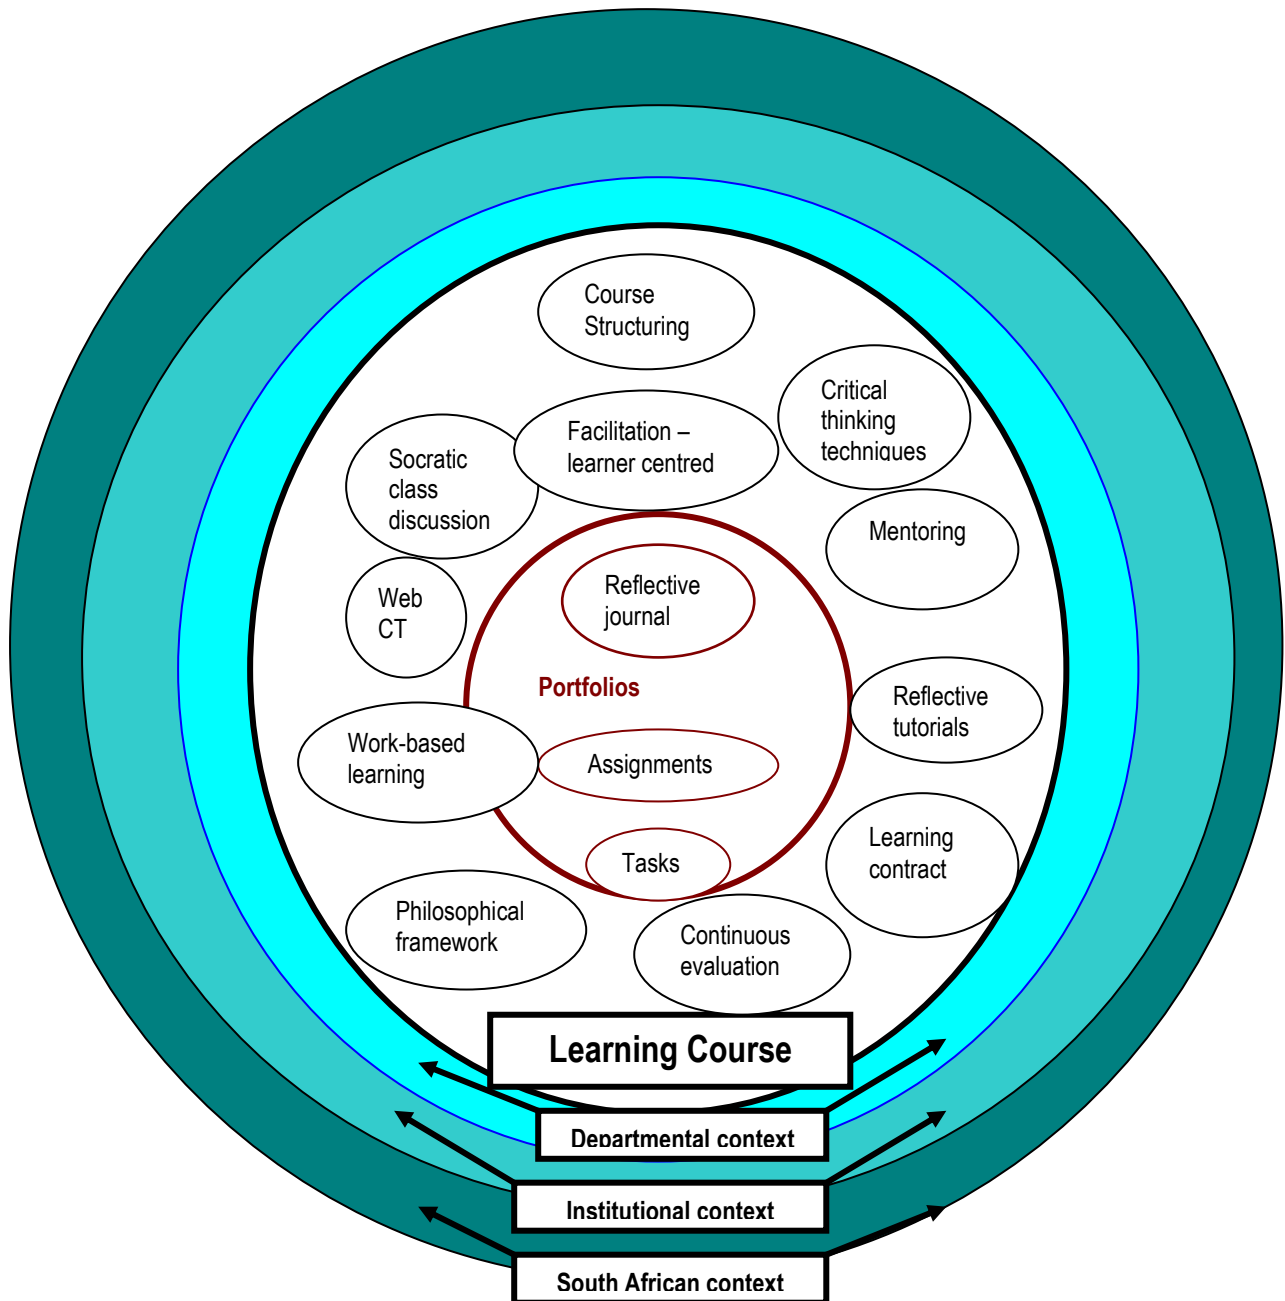 Course
Structuring
Critical
thinking
techniques
Facilitation –
learner centred
Socratic
class
discussion
Mentoring
Web
CT
Reflective
journal
Portfolios
Reflective
tutorials
Work-based
learning
Assignments
Learning
contract
Tasks
Philosophical
framework
Continuous
evaluation
Learning Course
Departmental context
Institutional context
South African context